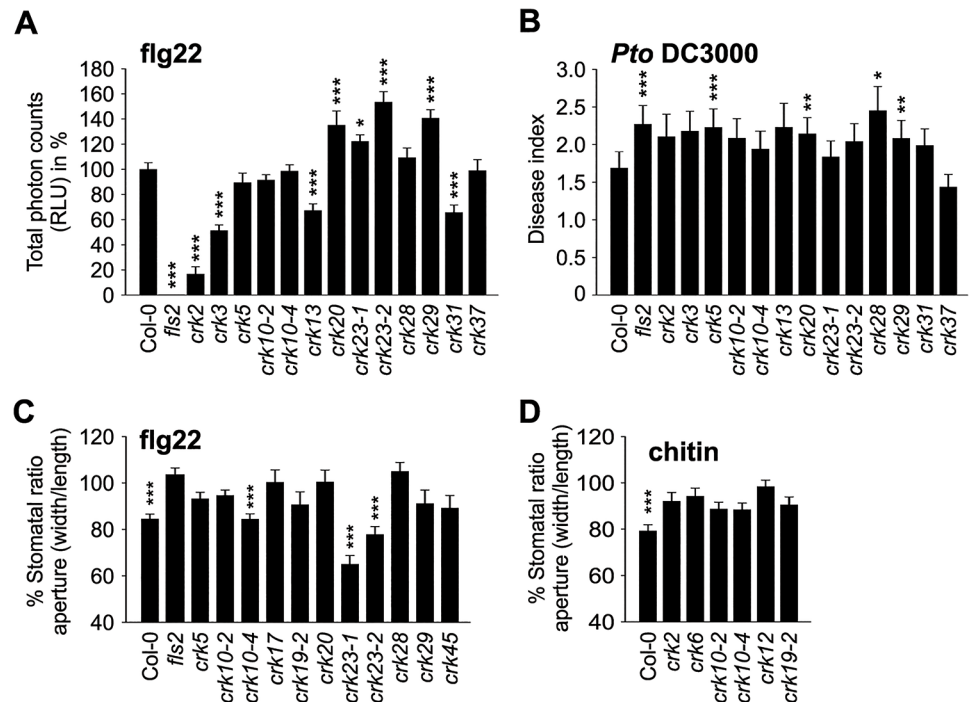 A
flg22
Total photon counts
(RLU) in %
180
160
140
120
100
80
60
40
20
0
***
***
***
***
***
*
***
***
***
Col-0
fls2
crk2
crk3
crk5
crk10-2
crk10-4
crk13
crk20
crk23-1
crk23-2
crk28
crk29
crk31
crk37
B
Pto DC3000
Disease index
3.0
2.5
2.0
1.5
1.0
0.5
0
***
***
**
*
**
Col-0
fls2
crk2
crk3
crk5
crk10-2
crk10-4
crk13
crk20
crk23-1
crk23-2
crk28
crk29
crk31
crk37
C
flg22
% Stomatal ratio
aperture (width/length)
120
100
80
60
40
***
***
***
***
Col-0
fls2
crk5
crk10-2
crk10-4
crk17
crk19-2
crk20
crk23-1
crk23-2
crk28
crk29
crk45
D
chitin
% Stomatal ratio
aperture (width/length)
120
100
80
60
40
***
Col-0
crk2
crk6
crk10-2
crk10-4
crk12
crk19-2